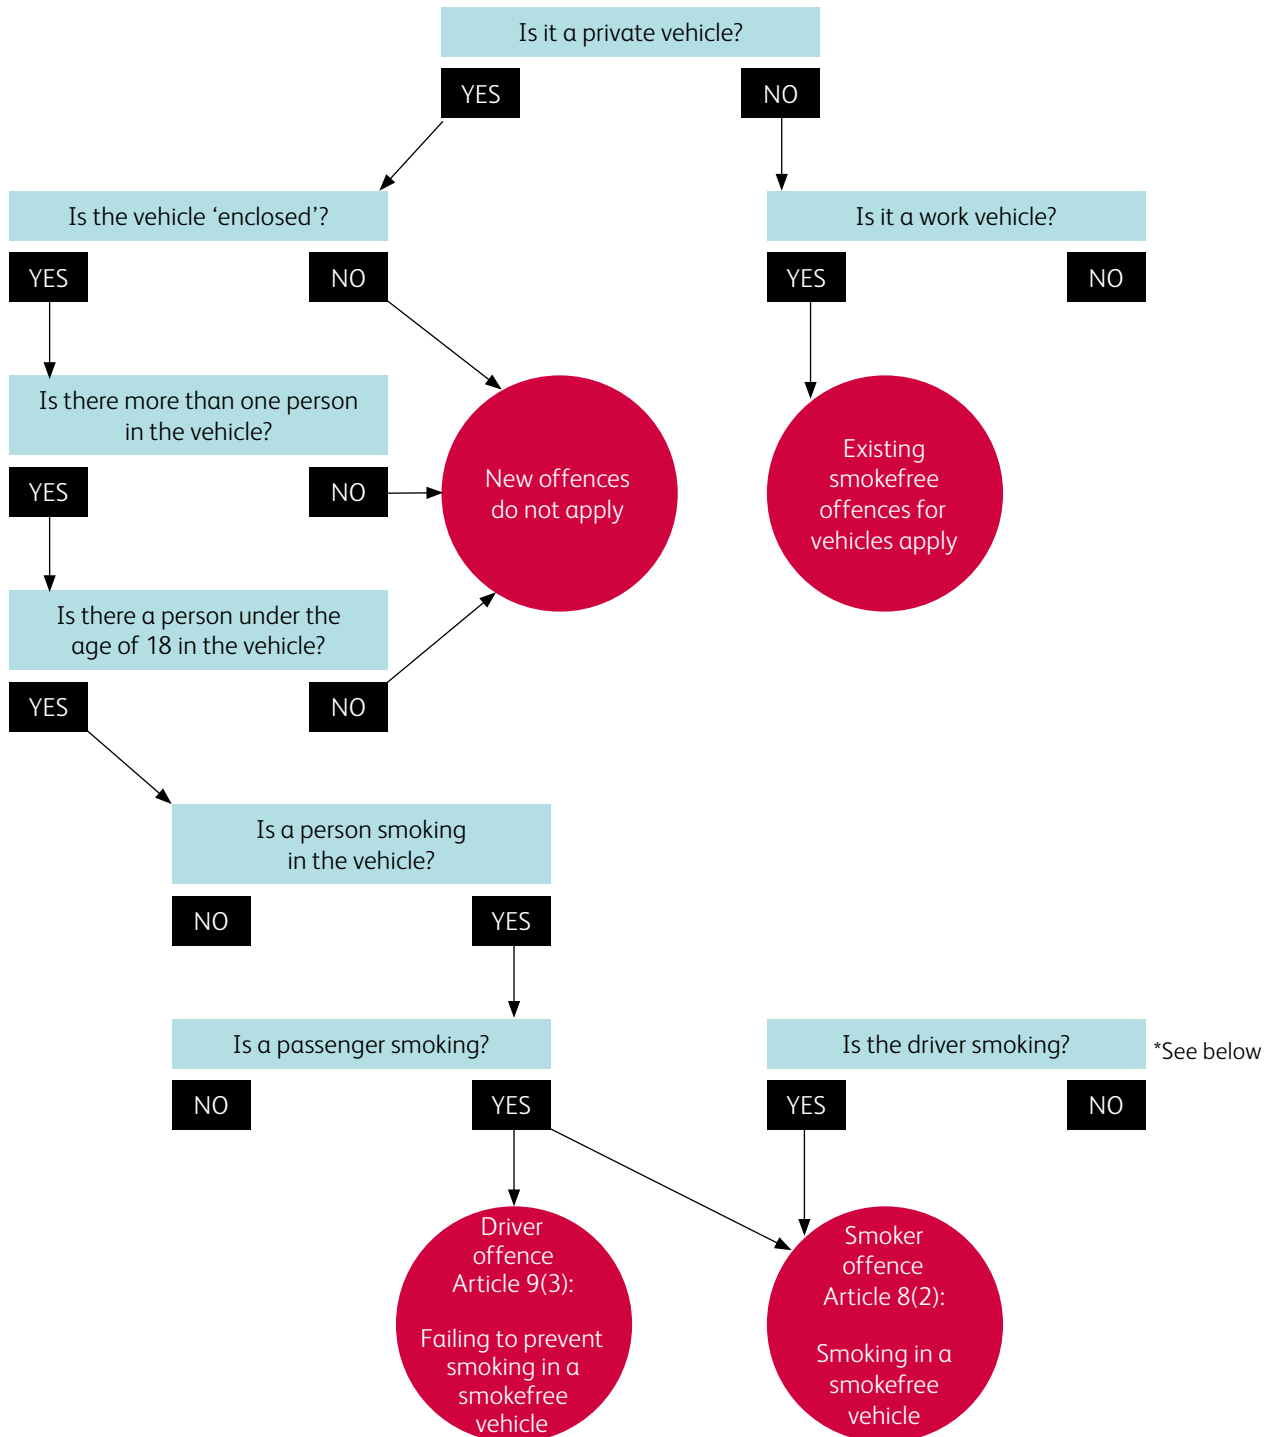 Is it a private vehicle?
YES
NO
Is the vehicle ‘enclosed’?
Is it a work vehicle?
YES
NO
YES
NO
Is there more than one person
in the vehicle?
YES
NO
New offences
do not apply
Existing
smokefree
offences for
vehicles apply
Is there a person under the
age of 18 in the vehicle?
YES
NO
Is a person smoking
in the vehicle?
NO
YES
Is a passenger smoking?
Is the driver smoking?
*See below
NO
YES
YES
NO
Driver
offence
Article 9(3):
Failing to prevent
smoking in a
smokefree
vehicle
Smoker
offence
Article 8(2):
Smoking in a
smokefree
vehicle